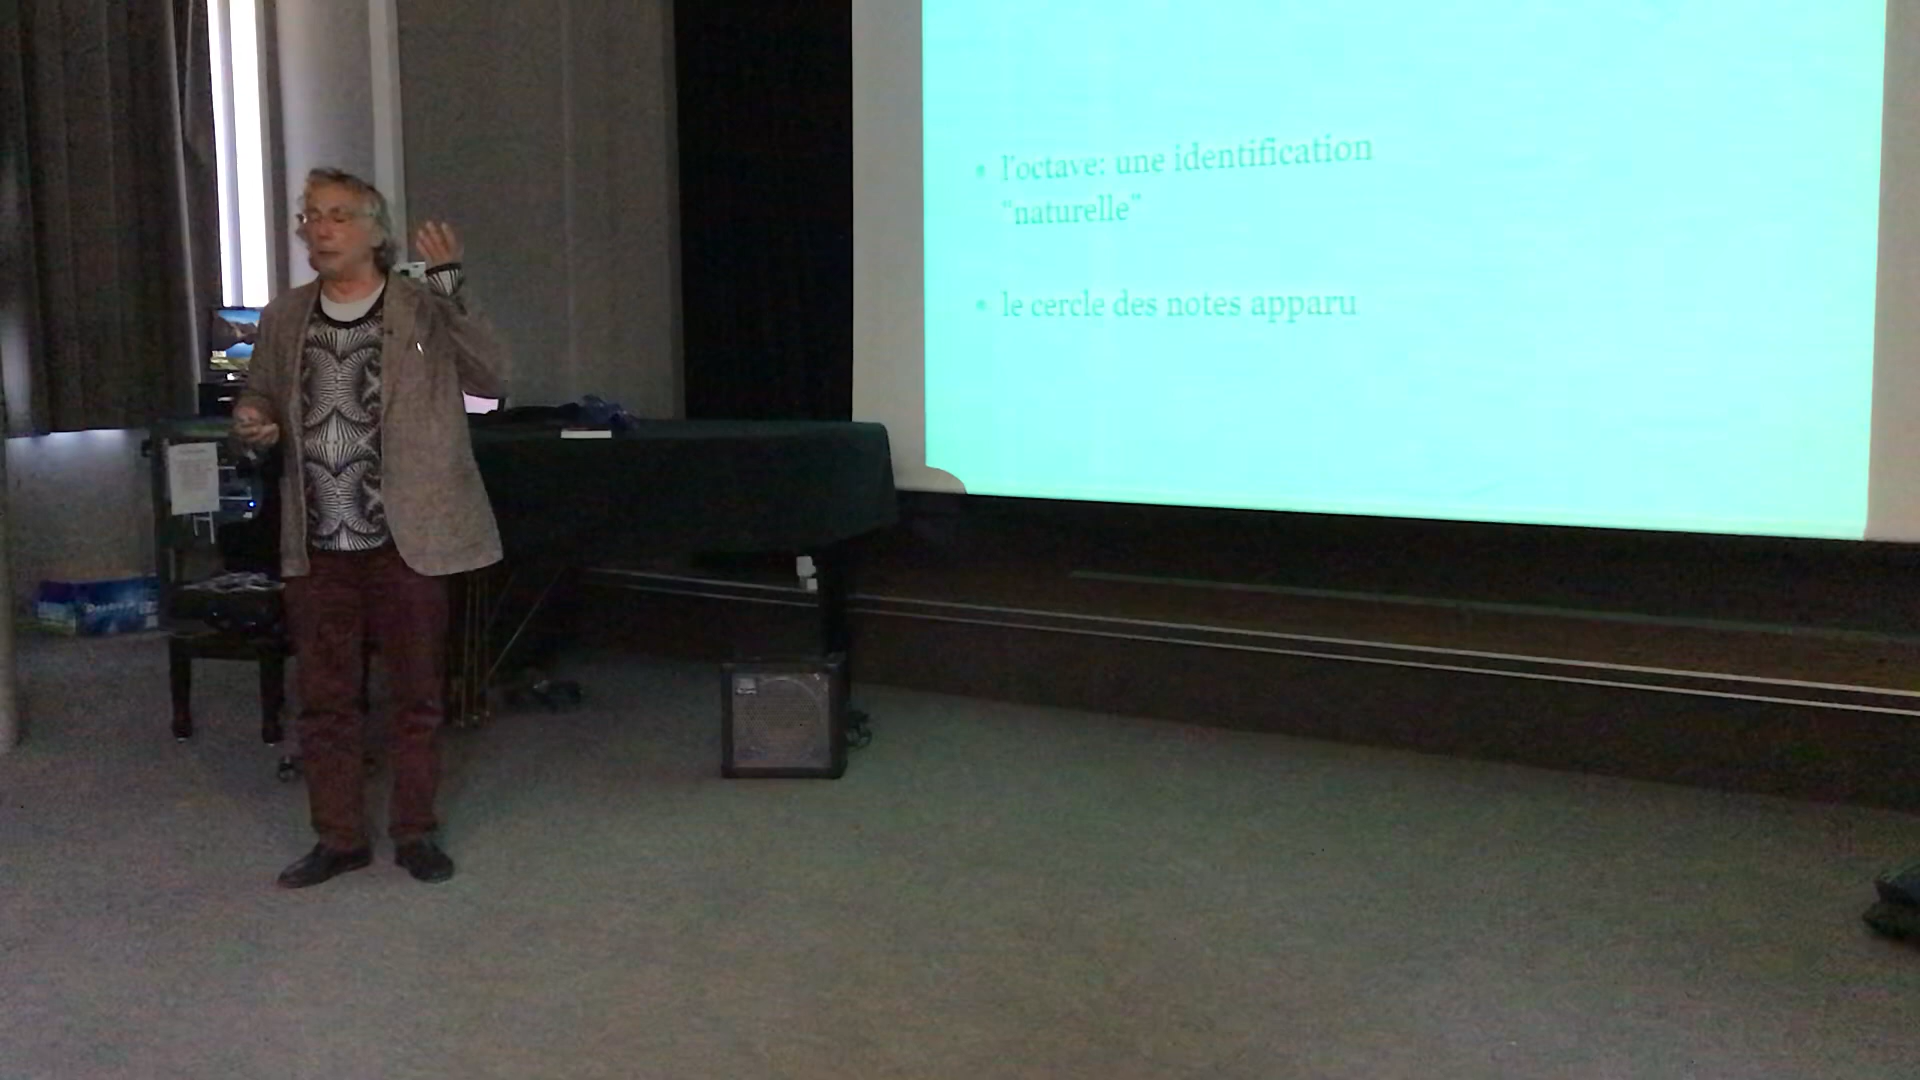 • l'octave: une identification
“naturelle”
• le cercle des notes apparu